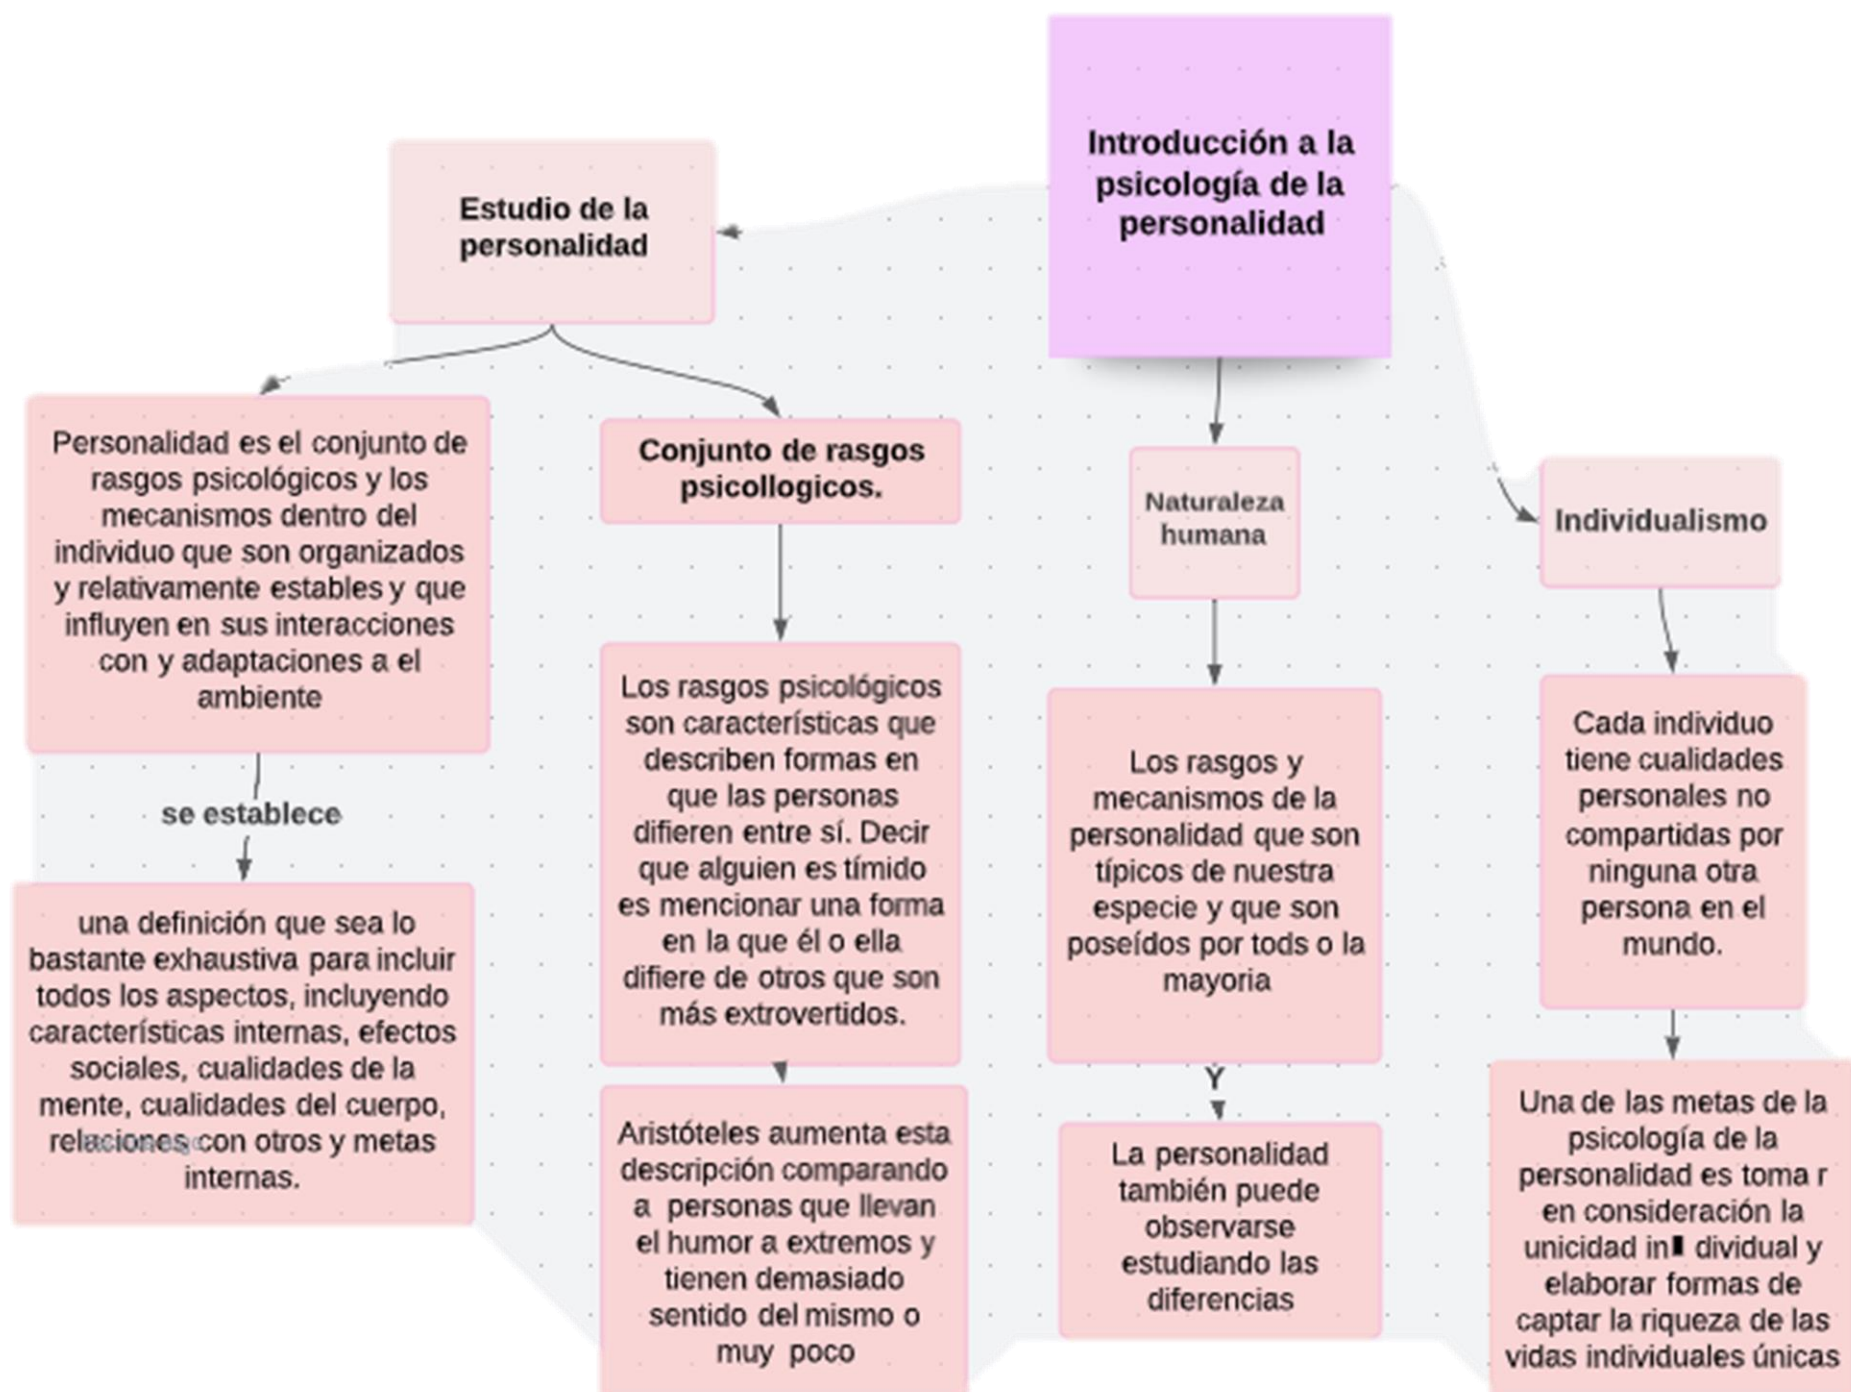 Introducción a la
psicología de la
personalidad
Estudio de la
personalidad
Personalidad es el conjunto de
rasgos psicológicos y los
mecanismos dentro del
individuo que son organizados
y relativamente estables y que
influyen en sus interacciones
con y adaptaciones a el
ambiente
se establece
una definición que sea lo
bastante exhaustiva para incluir
todos los aspectos, incluyendo
características internas, efectos
sociales, cualidades de la
mente, cualidades del cuerpo,
relaciones con otros y metas
internas.
Conjunto de rasgos
psicollogicos.
Los rasgos psicológicos
son características que
describen formas en
que las personas
difieren entre sí. Decir
que alguien es tímido
es mencionar una forma
en la que él o ella
difiere de otros que son
más extrovertidos.
Aristóteles aumenta esta
descripción comparando
a personas que llevan
el humor a extremos y
tienen demasiado
sentido del mismo o
muy poco
Naturaleza
humana
Los rasgos y
mecanismos de la
personalidad que son
típicos de nuestra
especie y que son
poseídos por tods o la
mayoria
Y
La personalidad
también puede
observarse
estudiando las
diferencias
Individualismo
Cada individuo
tiene cualidades
personales no
compartidas por
ninguna otra
persona en el
mundo.
Una de las metas de la
psicología de la
personalidad es toma r
en consideración la
unicidad in▮ dividual y
elaborar formas de
captar la riqueza de las
vidas individuales únicas